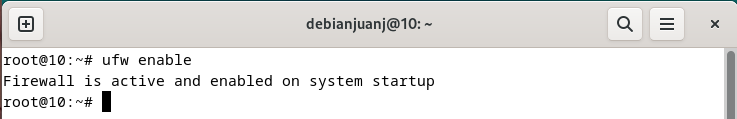 debianjuanj@10: ~
root@10:~# ufw enable
Firewall is active and enabled on system startup
root@10:~#